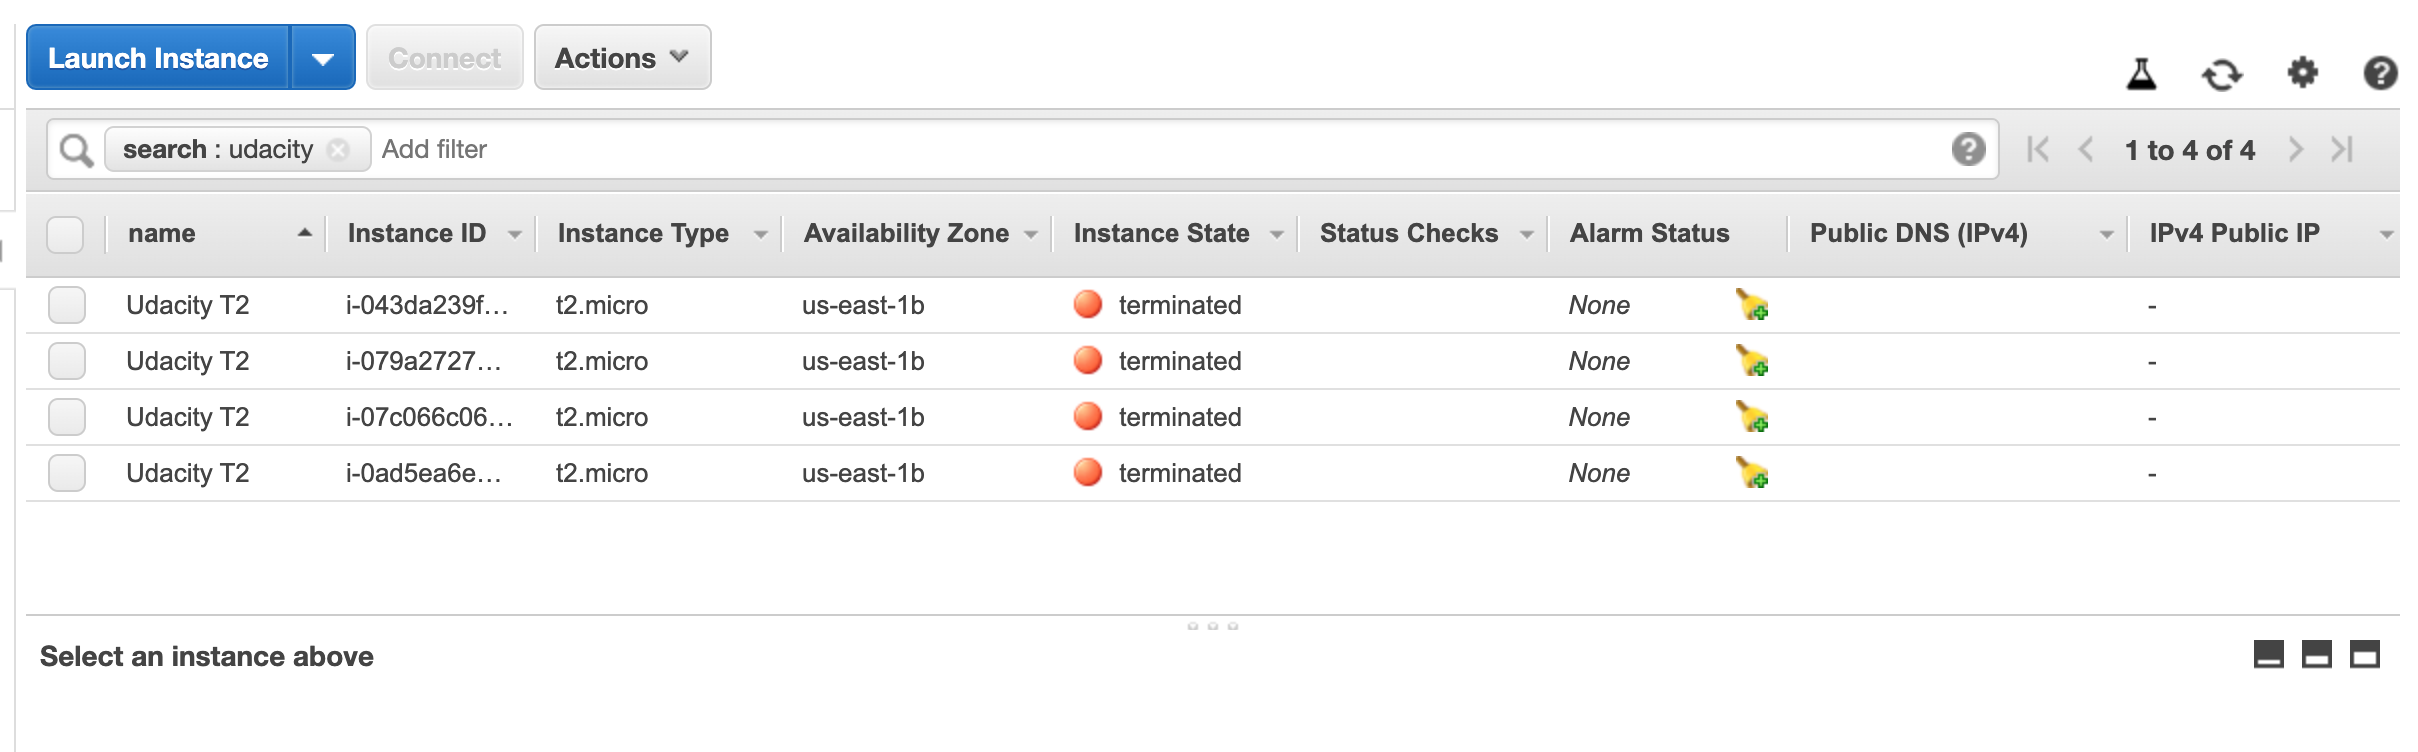 Launch Instance Connect Actions
search : udacity Add filter 1 to 4 of 4
name Instance ID Instance Type Availability Zone Instance State Status Checks Alarm Status Public DNS (IPv4) IPv4 Public IP
Udacity T2 i-043da239f... t2.micro us-east-1b terminated None -
Udacity T2 i-079a2727... t2.micro us-east-1b terminated None -
Udacity T2 i-07c066c06... t2.micro us-east-1b terminated None -
Udacity T2 i-0ad5ea6e... t2.micro us-east-1b terminated None -
Select an instance above